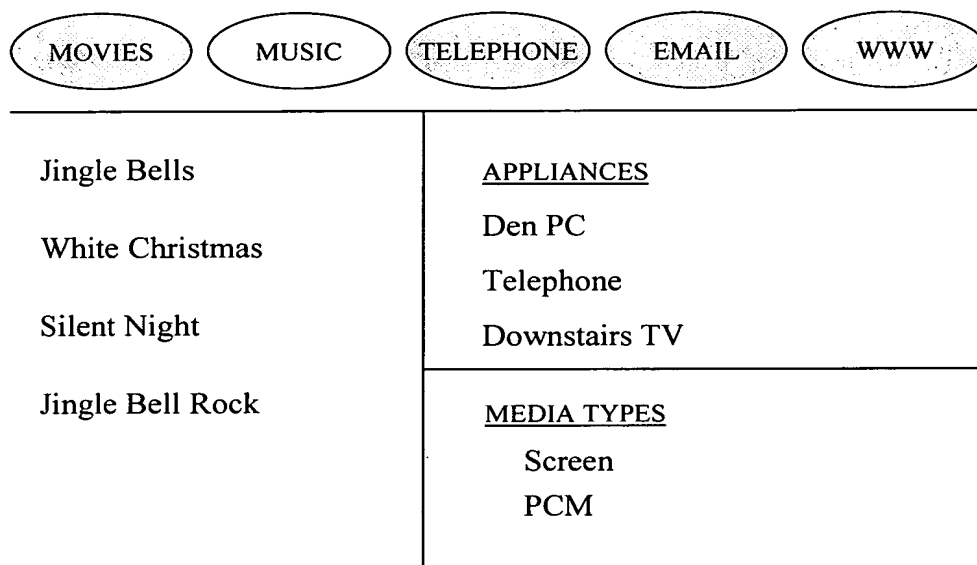 MOVIES MUSIC TELEPHONE EMAIL WWW
Jingle Bells
White Christmas
Silent Night
Jingle Bell Rock
APPLIANCES
Den PC
Telephone
Downstairs TV
MEDIA TYPES
Screen
PCM